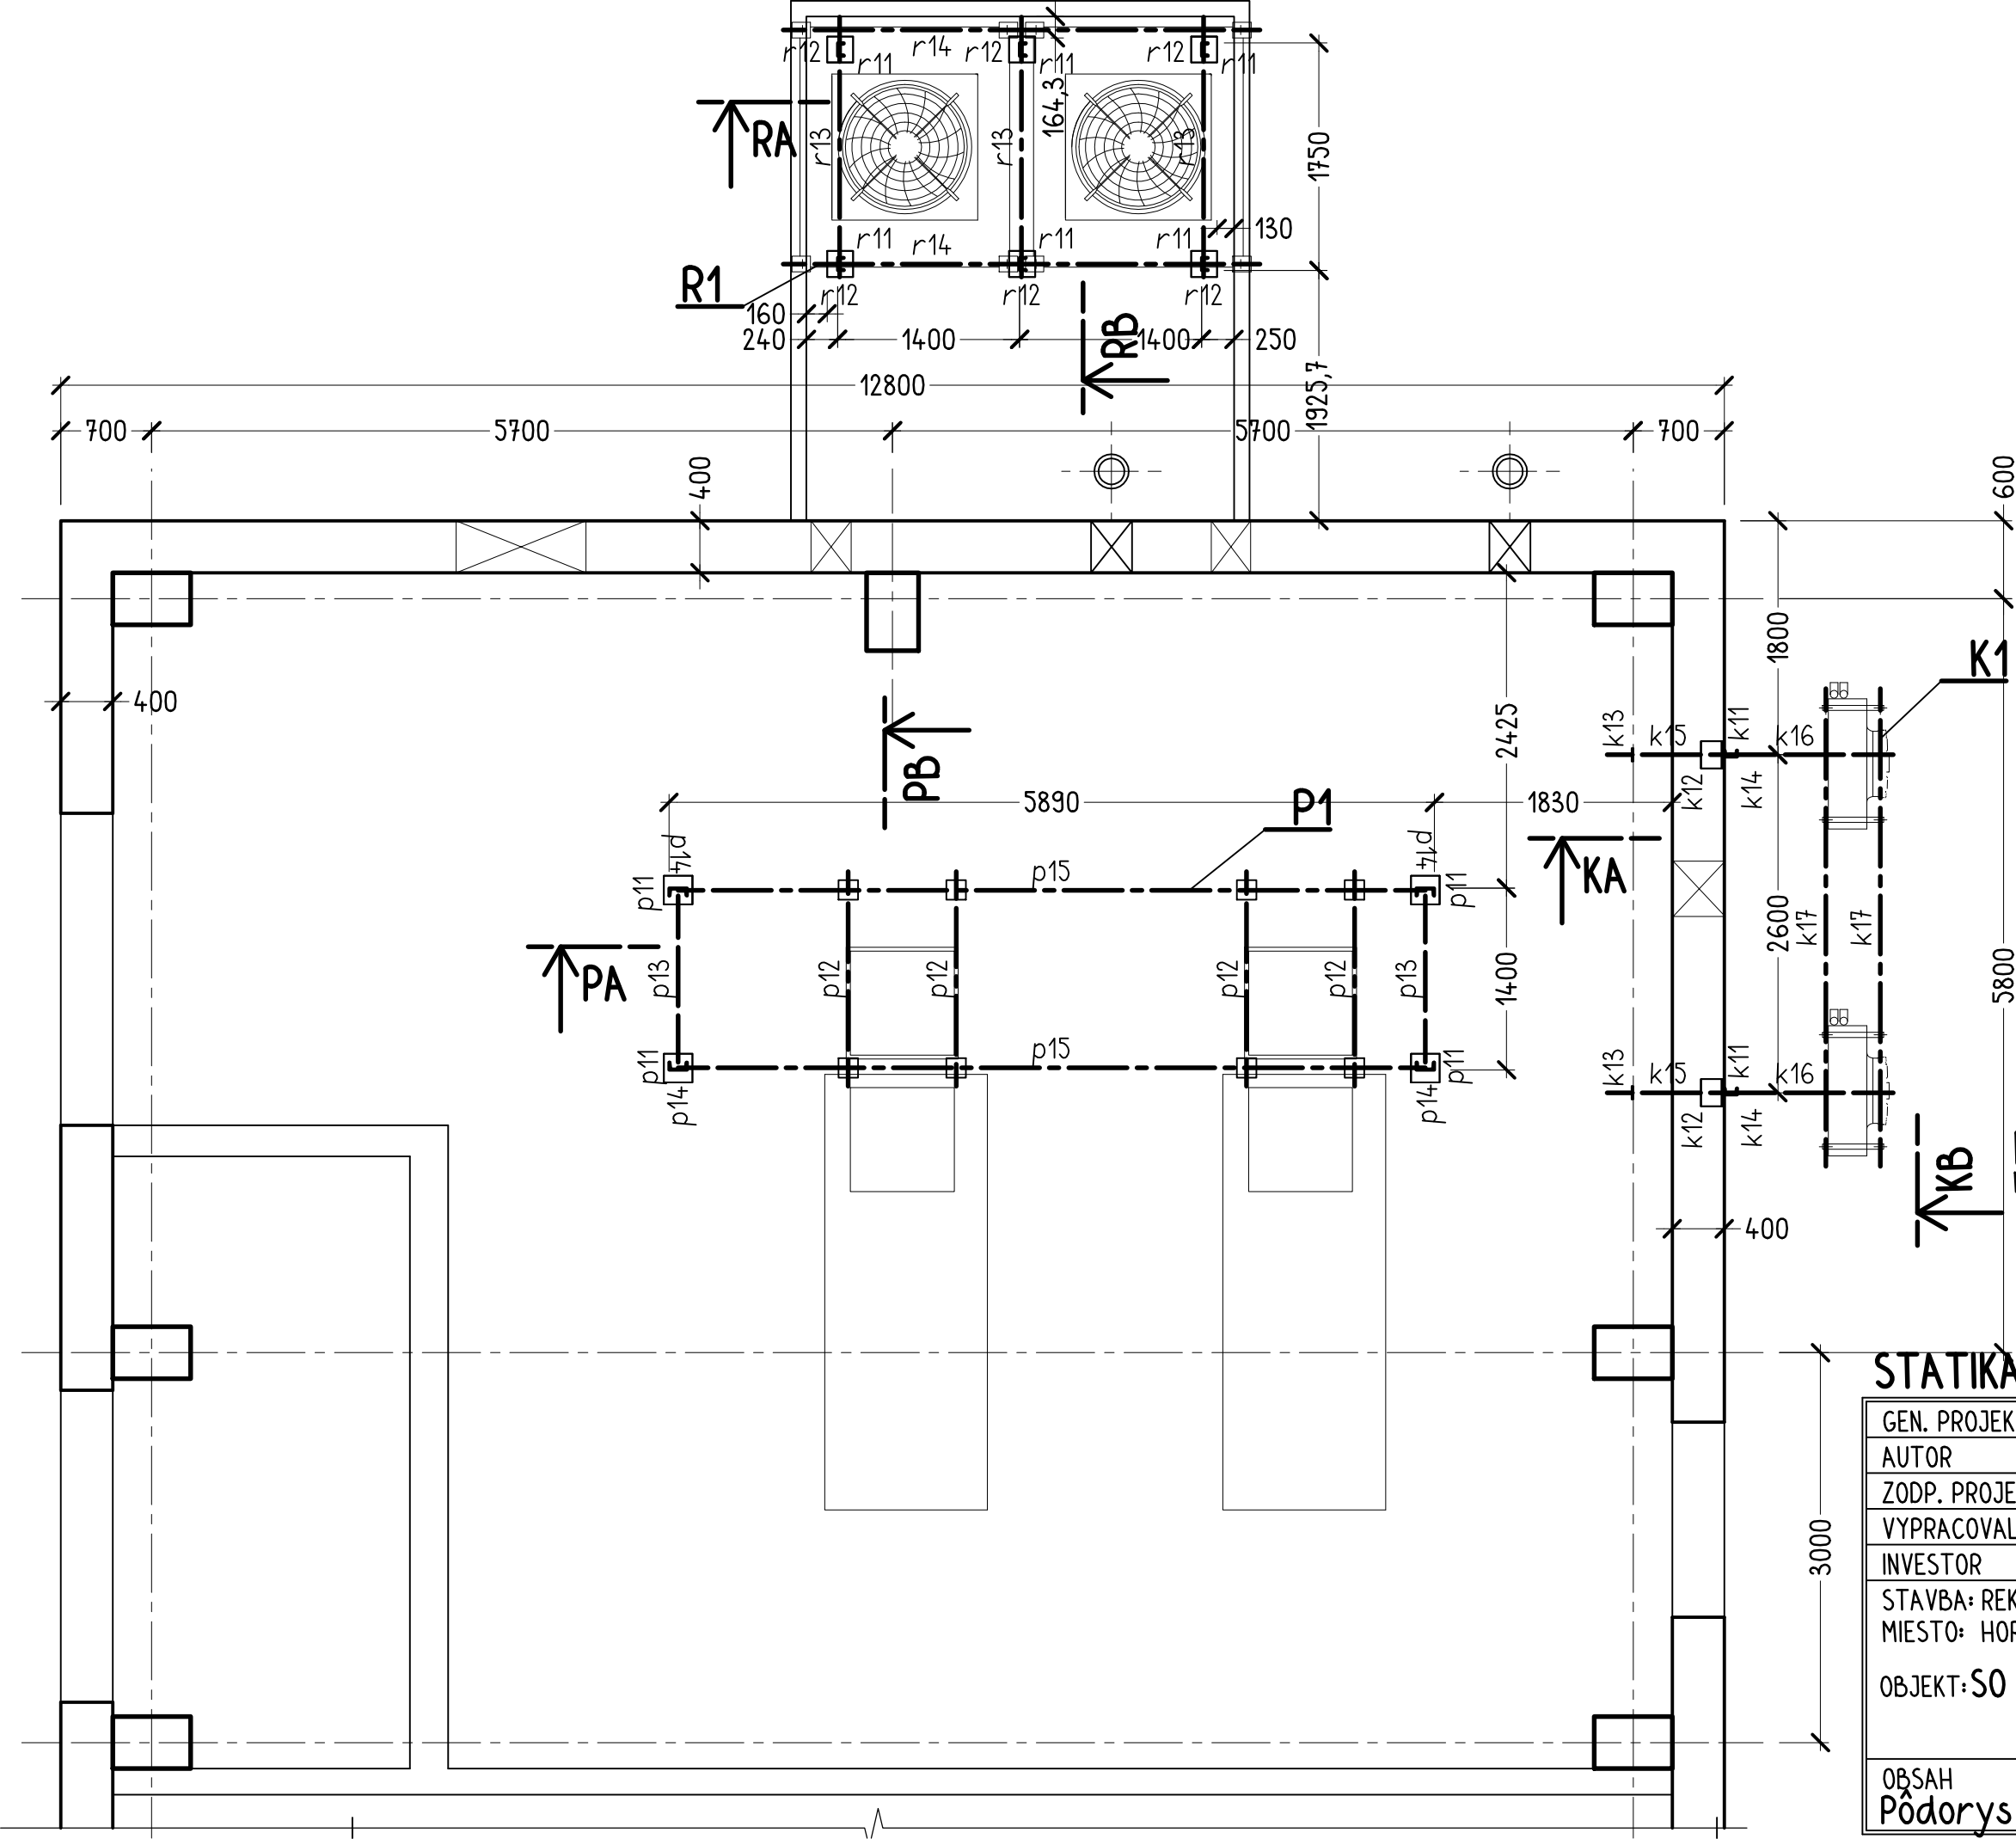 r12 r11 r14 r12 r11 r12 r11
164,3
RA r13 r13 r13 1750
r11 r14 r11 r11 130
R1 r12 r12 r12
160
240 1400 1400 250
RB
12800 1925,7
700 5700 5700 700
400 600
1800
K1
400 2425
k13 k15 k11 k16
PB k12 k14
5890 P1 1830
p14 p14 KA
p11 p15 p11
2600 k17 k17
PA p13 p12 p12 p12 p12 p13 1400 5800
p15
p11 p11 k13 k15 k11 k16
p14 p14 k12 k14
KB
400
STATIKA
GEN. PROJEK
AUTOR
ZODP. PROJE
VYPRACOVAL
3000
INVESTOR
STAVBA: REK
MIESTO: HOR
OBJEKT: SO
OBSAH
Pôdorys